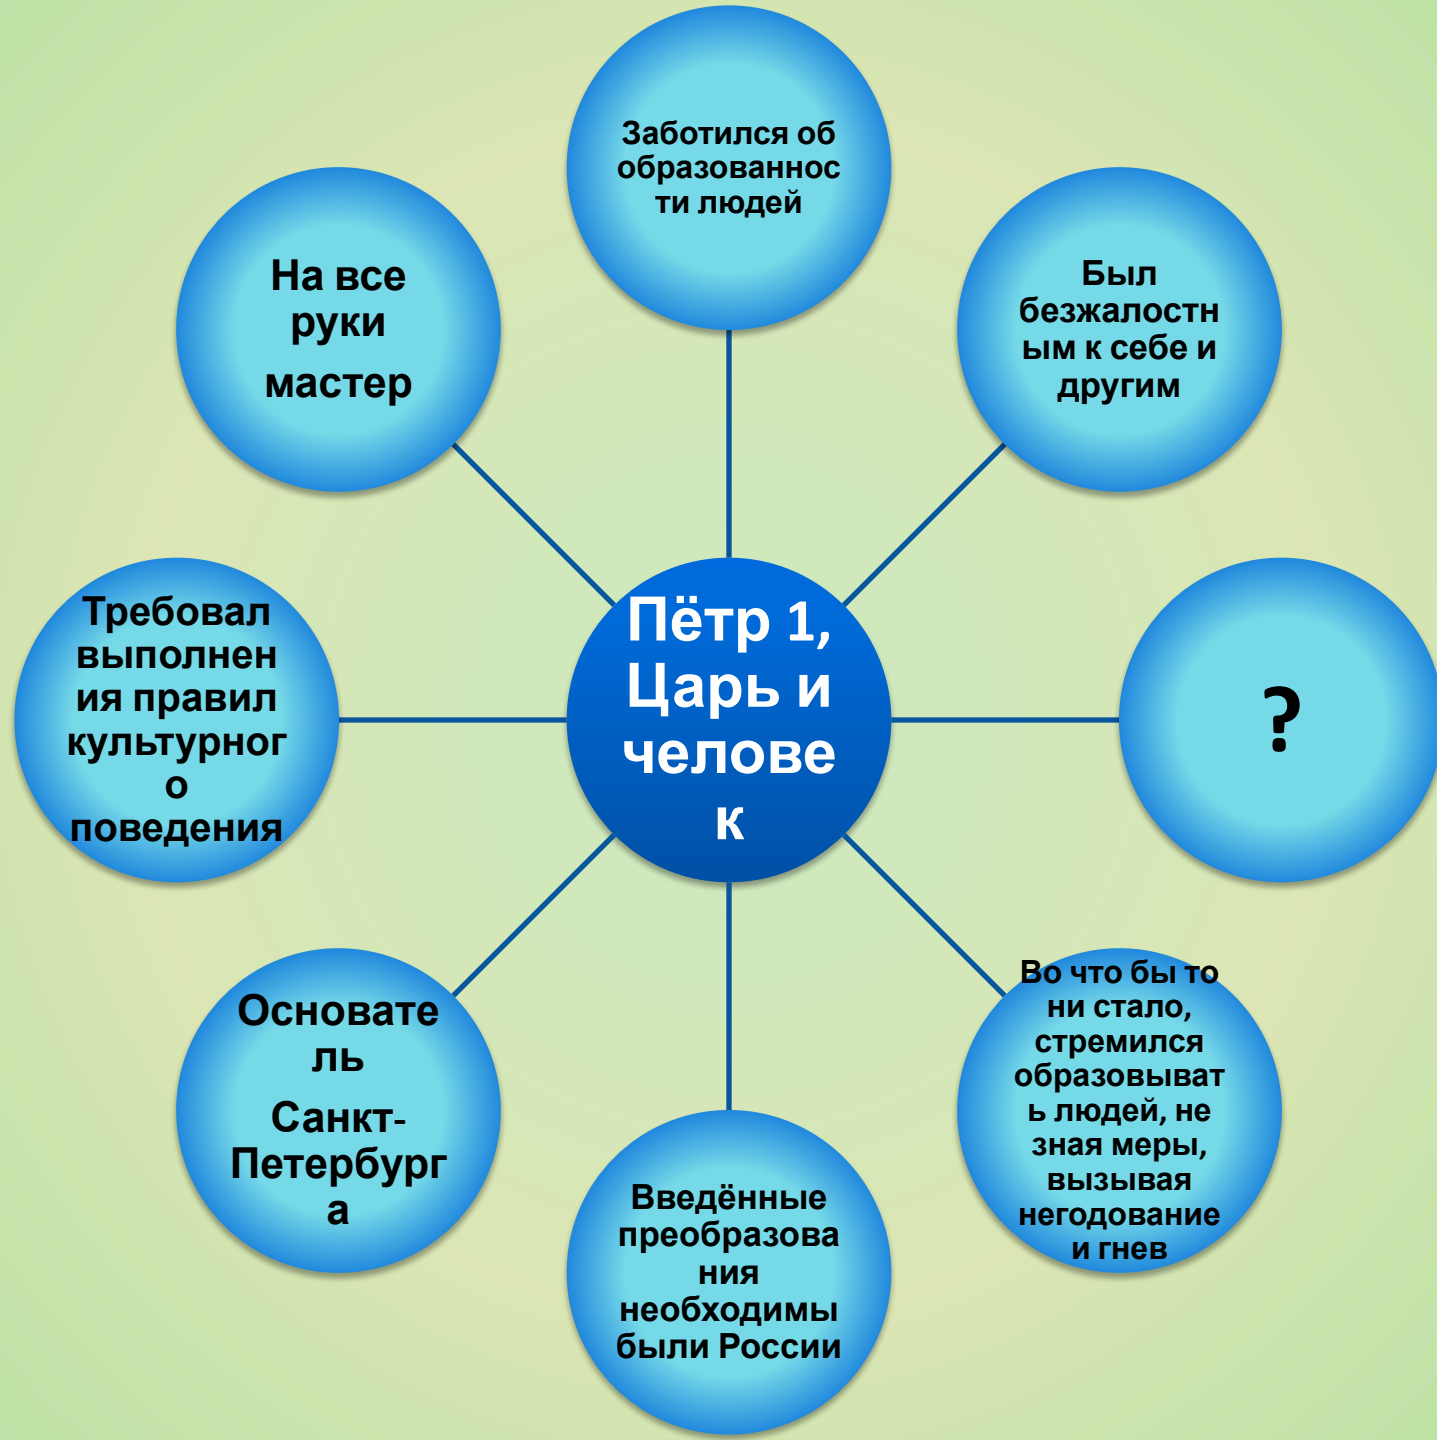 Заботился об
образованнос
ти людей
Был
безжалостн
ым к себе и
другим
?
Во что бы то
ни стало,
стремился
образовыват
ь людей, не
зная меры,
вызывая
негодование
и гнев
Введённые
преобразова
ния
необходимы
были России
Основате
ль
Санкт-
Петербург
а
Требовал
выполнен
ия правил
культурног
о
поведения
На все
руки
мастер
Пётр 1,
Царь и
челове
к